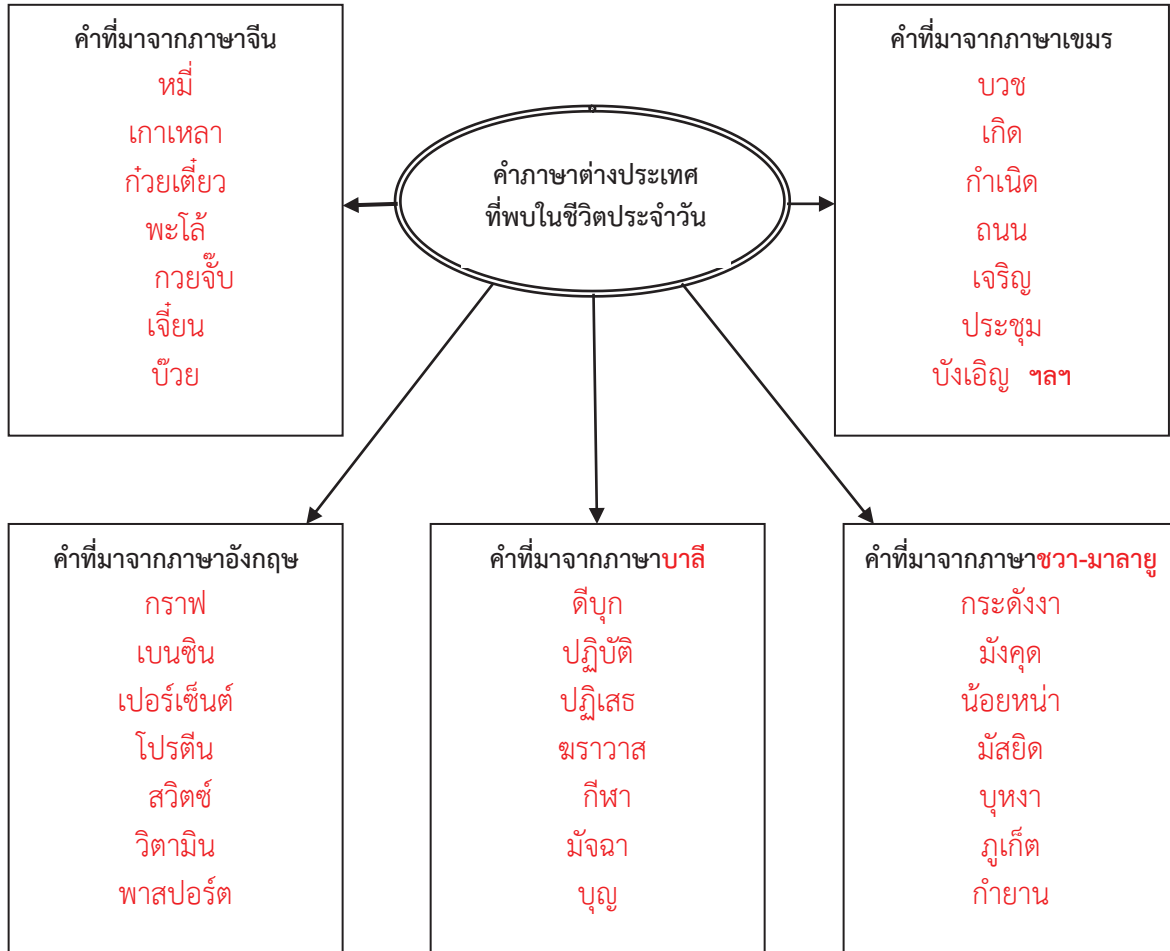 คำภาษาต่างประเทศ
ที่พบในชีวิตประจำวัน
คำที่มาจากภาษาจีน
หมี่
เกาเหลา
ก๋วยเตี๋ยว
พะโล้
กวยจั๊บ
เจี๋ยน
บ๊วย
คำที่มาจากภาษาเขมร
บวช
เกิด
กำเนิด
ถนน
เจริญ
ประชุม
บังเอิญ ฯลฯ
คำที่มาจากภาษาอังกฤษ
กราฟ
เบนซิน
เปอร์เซ็นต์
โปรตีน
สวิตซ์
วิตามิน
พาสปอร์ต
คำที่มาจากภาษาบาลี
ดีบุก
ปฏิบัติ
ปฏิเสธ
ฆราวาส
กีฬา
มัจฉา
บุญ
คำที่มาจากภาษาชวา-มาลายู
กระดังงา
มังคุด
น้อยหน่า
มัสยิด
บุหงา
ภูเก็ต
กำยาน